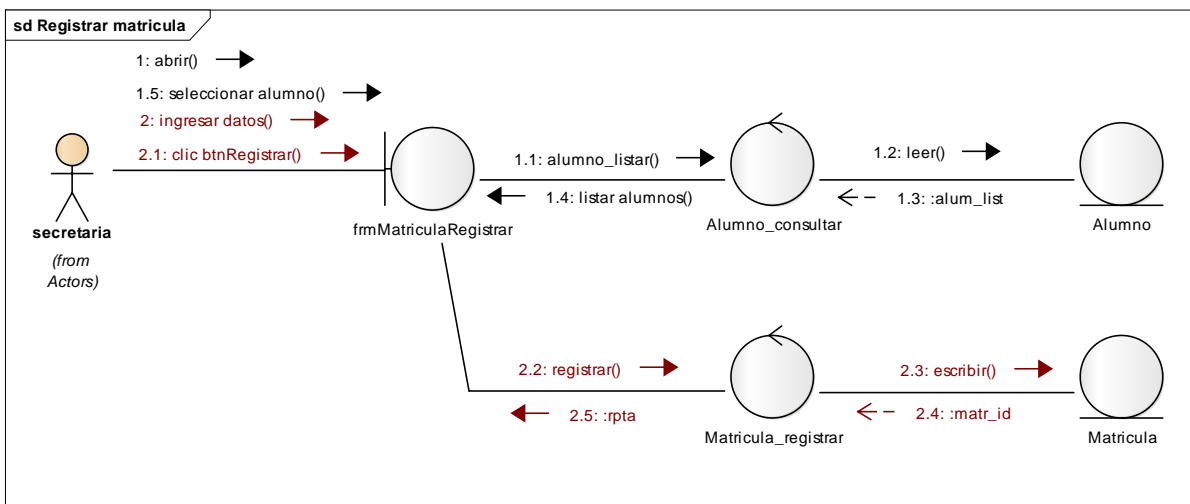 sd Registrar matricula
1: abrir()
1.5: seleccionar alumno()
2: ingresar datos()
2.1: clic btnRegistrar()
1.1: alumno_listar()
1.2: leer()
1.4: listar alumnos()
1.3: :alum_list
secretaria
(from
Actors)
frmMatriculaRegistrar
Alumno_consultar
Alumno
2.2: registrar()
2.3: escribir()
2.5: :rpta
2.4: :matr_id
Matricula_registrar
Matricula